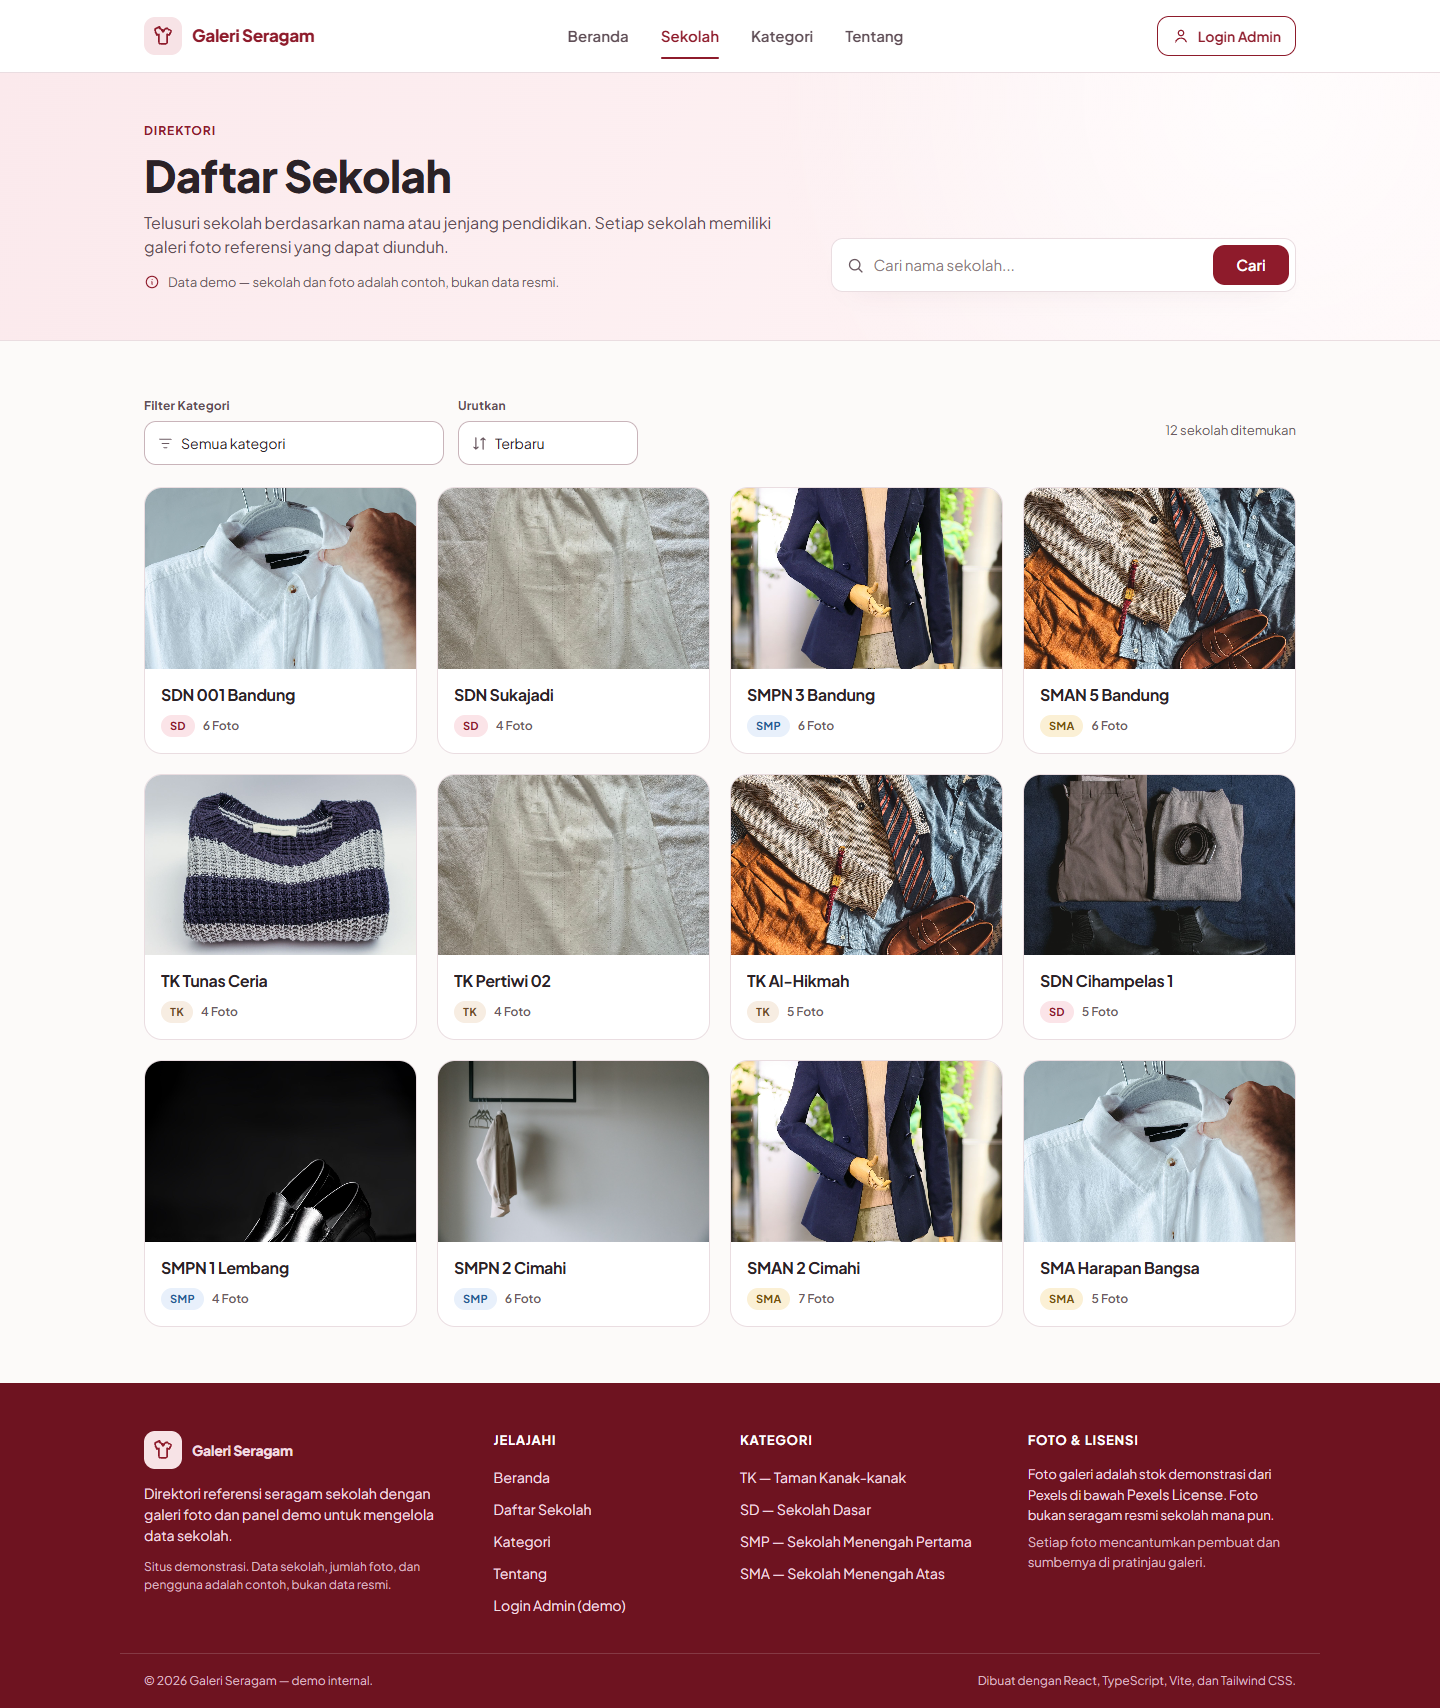 Galeri Seragam
Beranda
Sekolah
Kategori
Tentang
Login Admin
DIREKTORI
Daftar Sekolah
Telusuri sekolah berdasarkan nama atau jenjang pendidikan. Setiap sekolah memiliki
galeri foto referensi yang dapat diunduh.
Data demo — sekolah dan foto adalah contoh, bukan data resmi.
Cari nama sekolah...
Cari
Filter Kategori
Semua kategori
Urutkan
Terbaru
12 sekolah ditemukan
SDN 001 Bandung
SD 6 Foto
SDN Sukajadi
SD 4 Foto
SMPN 3 Bandung
SMP 6 Foto
SMAN 5 Bandung
SMA 6 Foto
TK Tunas Ceria
TK 4 Foto
TK Pertiwi 02
TK 4 Foto
TK Al-Hikmah
TK 5 Foto
SDN Cihampelas 1
SD 5 Foto
SMPN 1 Lembang
SMP 4 Foto
SMPN 2 Cimahi
SMP 6 Foto
SMAN 2 Cimahi
SMA 7 Foto
SMA Harapan Bangsa
SMA 5 Foto
Galeri Seragam
Direktori referensi seragam sekolah dengan
galeri foto dan panel demo untuk mengelola
data sekolah.
Situs demonstrasi. Data sekolah, jumlah foto, dan
pengguna adalah contoh, bukan data resmi.
JELAJAHI
Beranda
Daftar Sekolah
Kategori
Tentang
Login Admin (demo)
KATEGORI
TK — Taman Kanak-kanak
SD — Sekolah Dasar
SMP — Sekolah Menengah Pertama
SMA — Sekolah Menengah Atas
FOTO & LISENSI
Foto galeri adalah stok demonstrasi dari
Pexels di bawah Pexels License. Foto
bukan seragam resmi sekolah mana pun.
Setiap foto mencantumkan pembuat dan
sumbernya di pratinjau galeri.
© 2026 Galeri Seragam — demo internal.
Dibuat dengan React, TypeScript, Vite, dan Tailwind CSS.